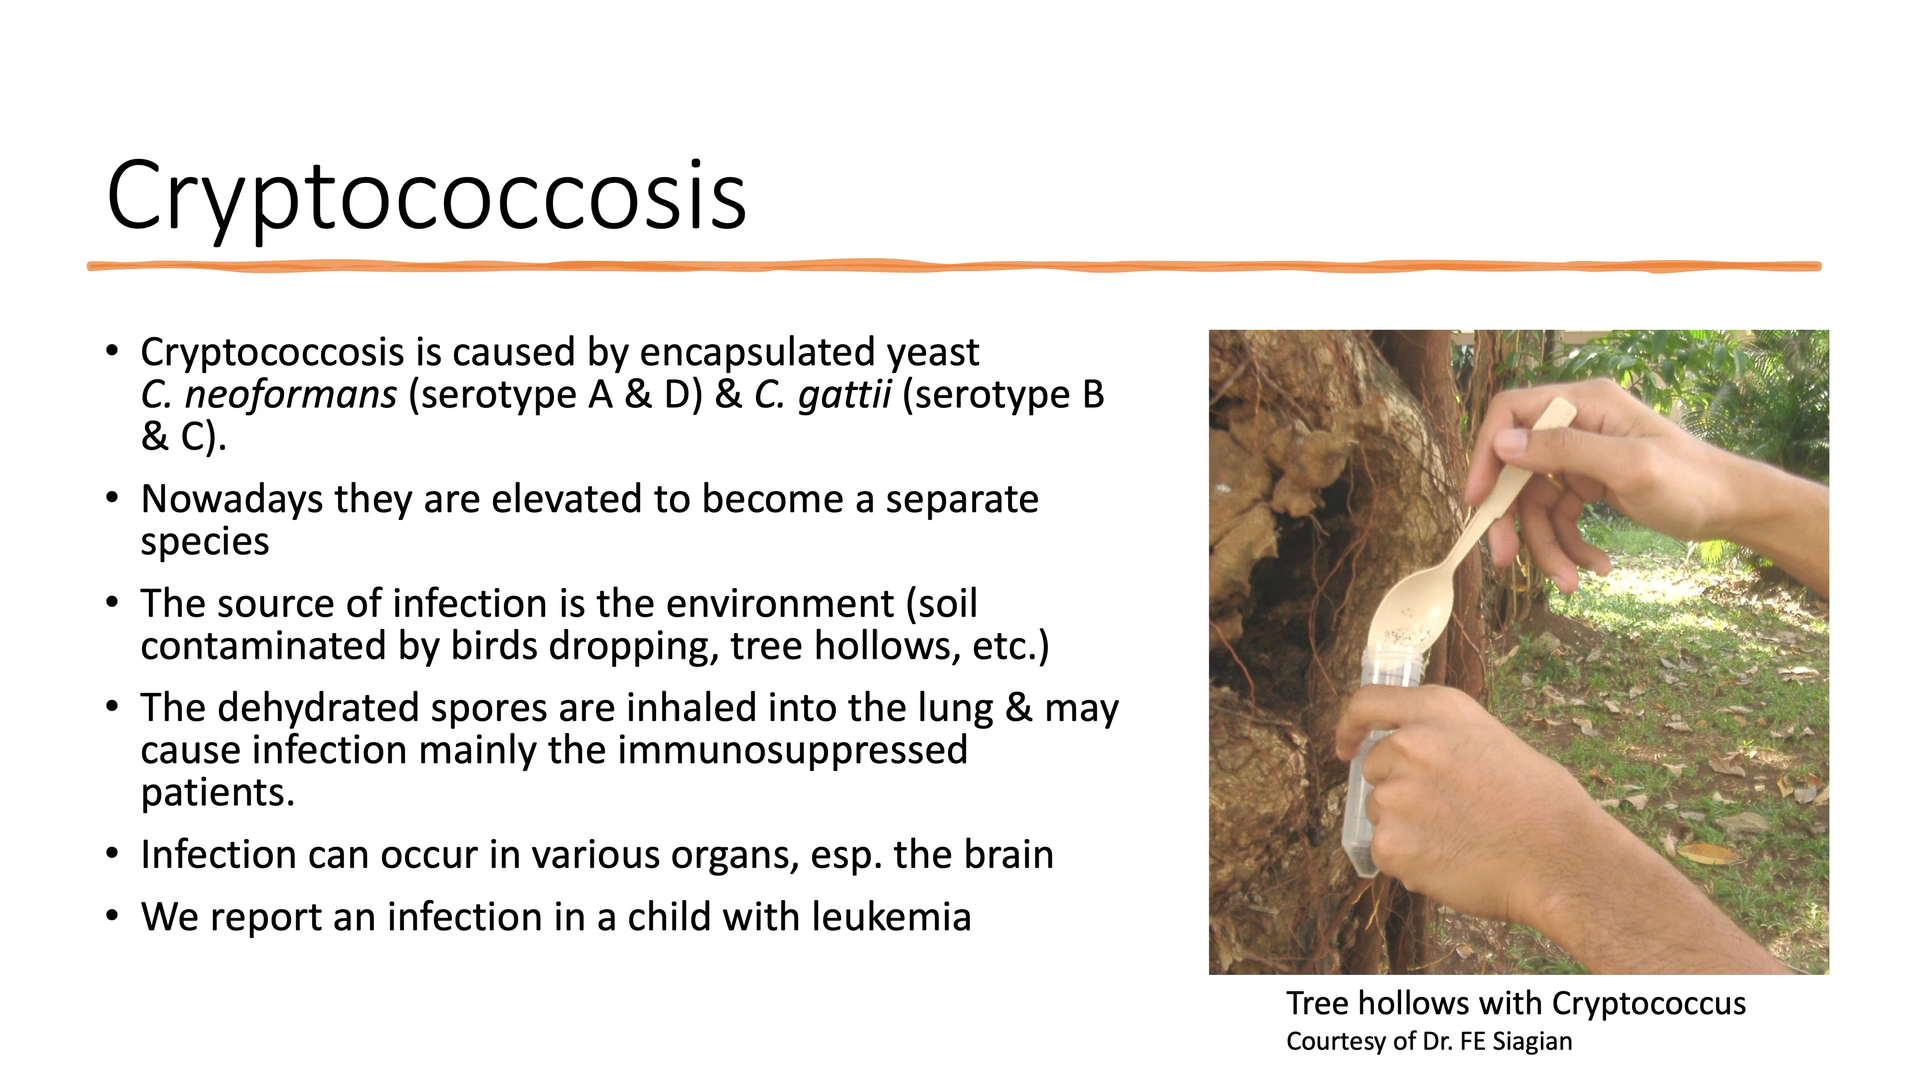 Cryptococcosis
• Cryptococcosis is caused by encapsulated yeast
C. neoformans (serotype A & D) & C. gattii (serotype B
& C).
• Nowadays they are elevated to become a separate
species
• The source of infection is the environment (soil
contaminated by birds dropping, tree hollows, etc.)
• The dehydrated spores are inhaled into the lung & may
cause infection mainly the immunosuppressed
patients.
• Infection can occur in various organs, esp. the brain
• We report an infection in a child with leukemia
Tree hollows with Cryptococcus
Courtesy of Dr. FE Siagian